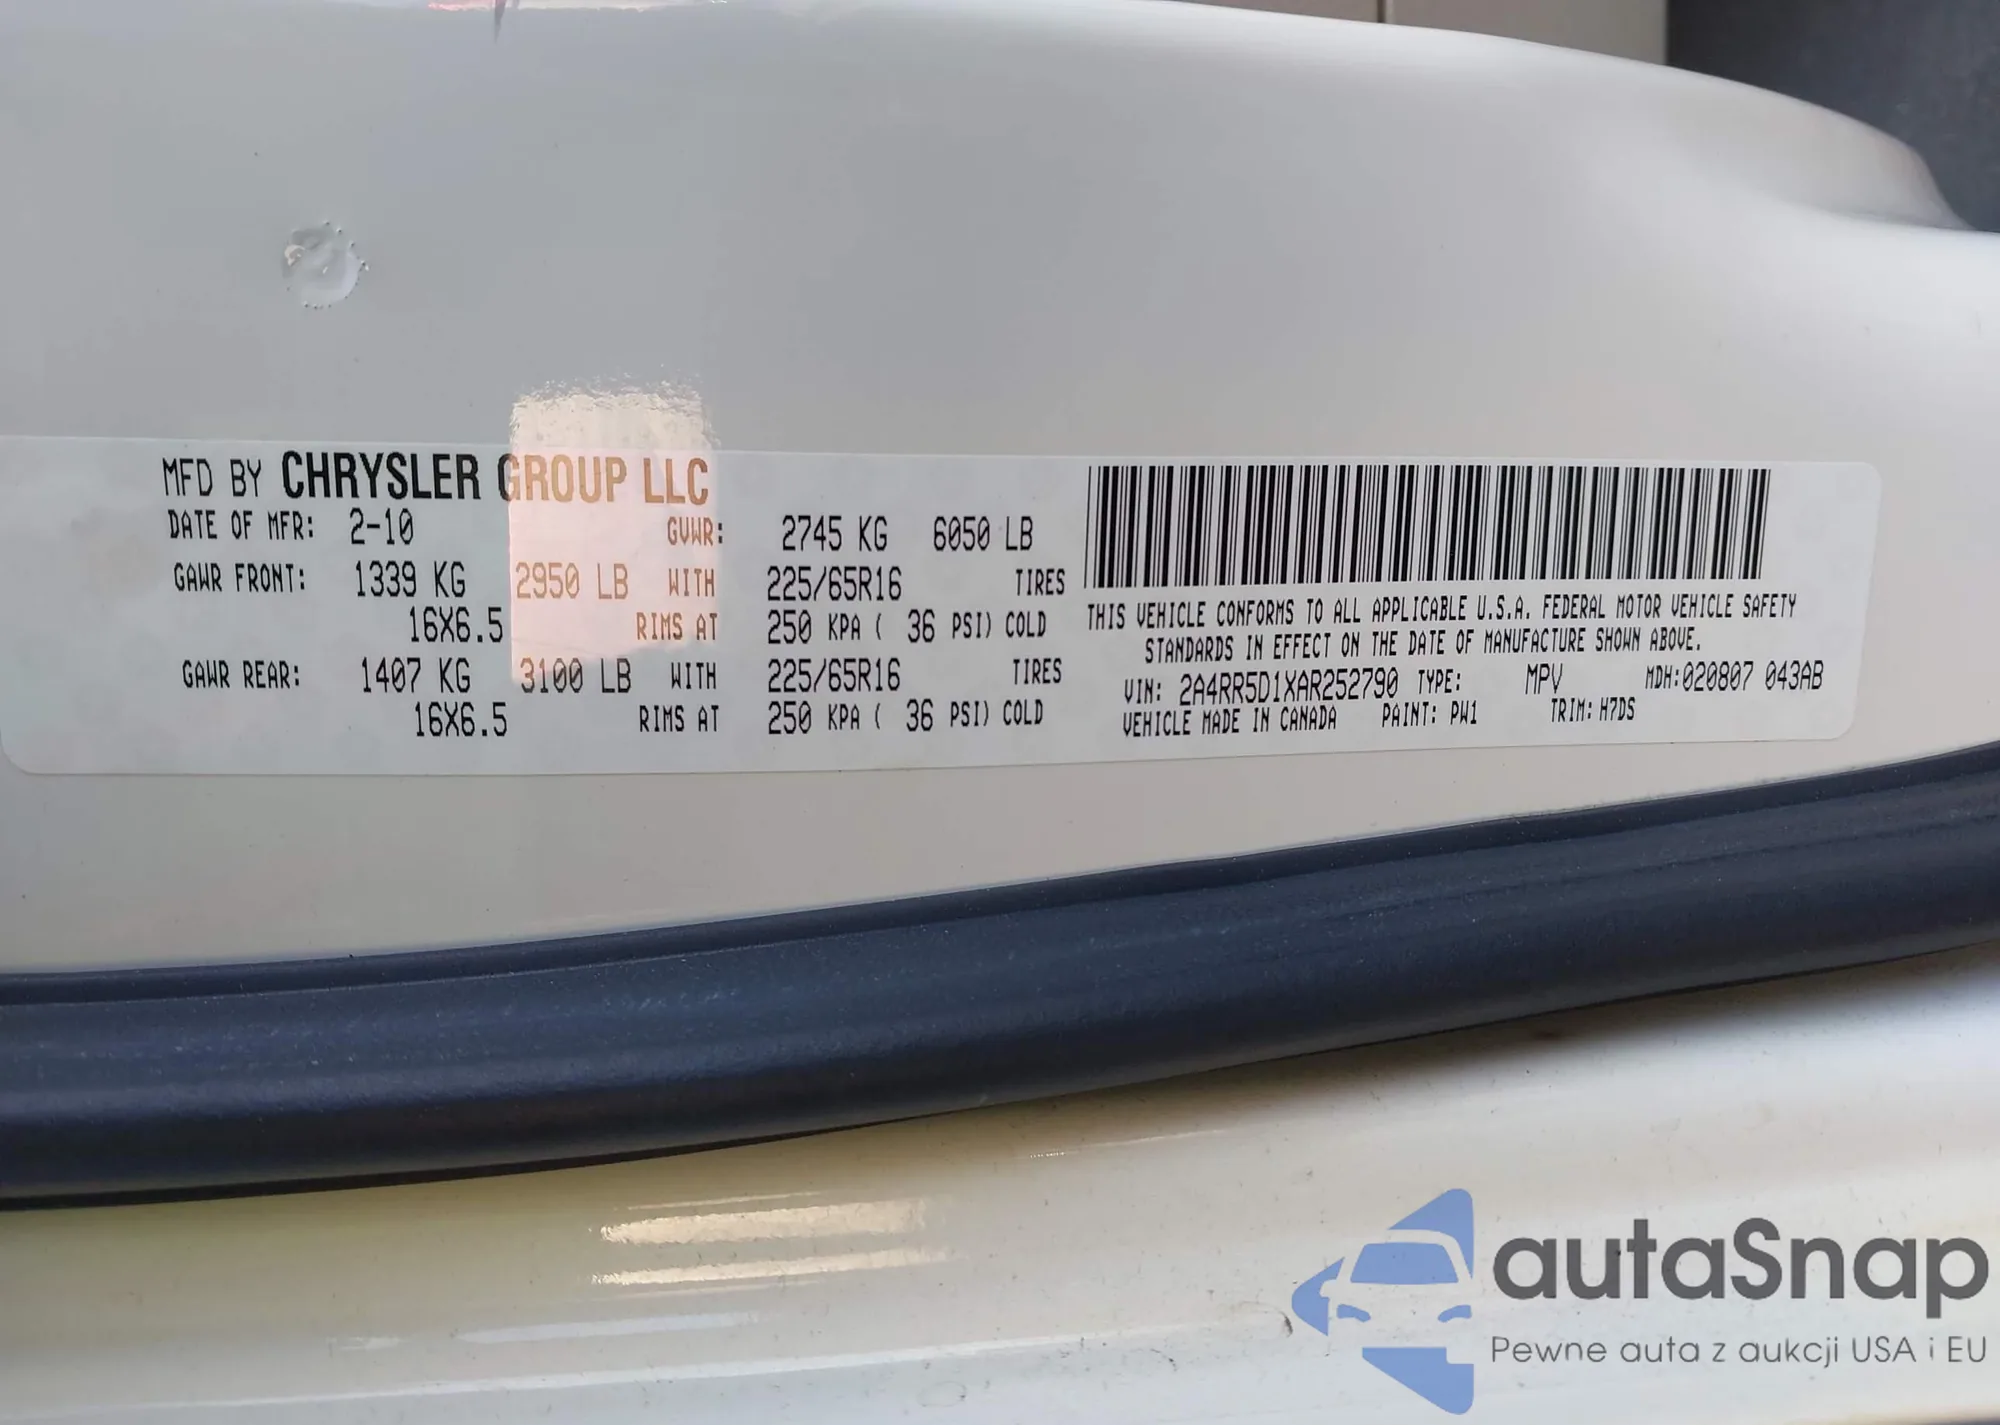 MFD BY CHRYSLER GROUP LLC
DATE OF MFR: 2-10 GVWR: 2745 KG 6050 LB
GAWR FRONT: 1339 KG 2950 LB WITH 225/65R16 TIRES
16X6.5 RIMS AT 250 KPA ( 36 PSI) COLD
GAWR REAR: 1407 KG 3100 LB WITH 225/65R16 TIRES
16X6.5 RIMS AT 250 KPA ( 36 PSI) COLD
THIS VEHICLE CONFORMS TO ALL APPLICABLE U.S.A. FEDERAL MOTOR VEHICLE SAFETY
STANDARDS IN EFFECT ON THE DATE OF MANUFACTURE SHOWN ABOVE.
VIN: 2A4RR5D1XAR252790 TYPE: MPV MDH:020807 043AB
VEHICLE MADE IN CANADA PAINT: PW1 TRIM: H7DS
autaSnap
Pewne auta z aukcji USA i EU